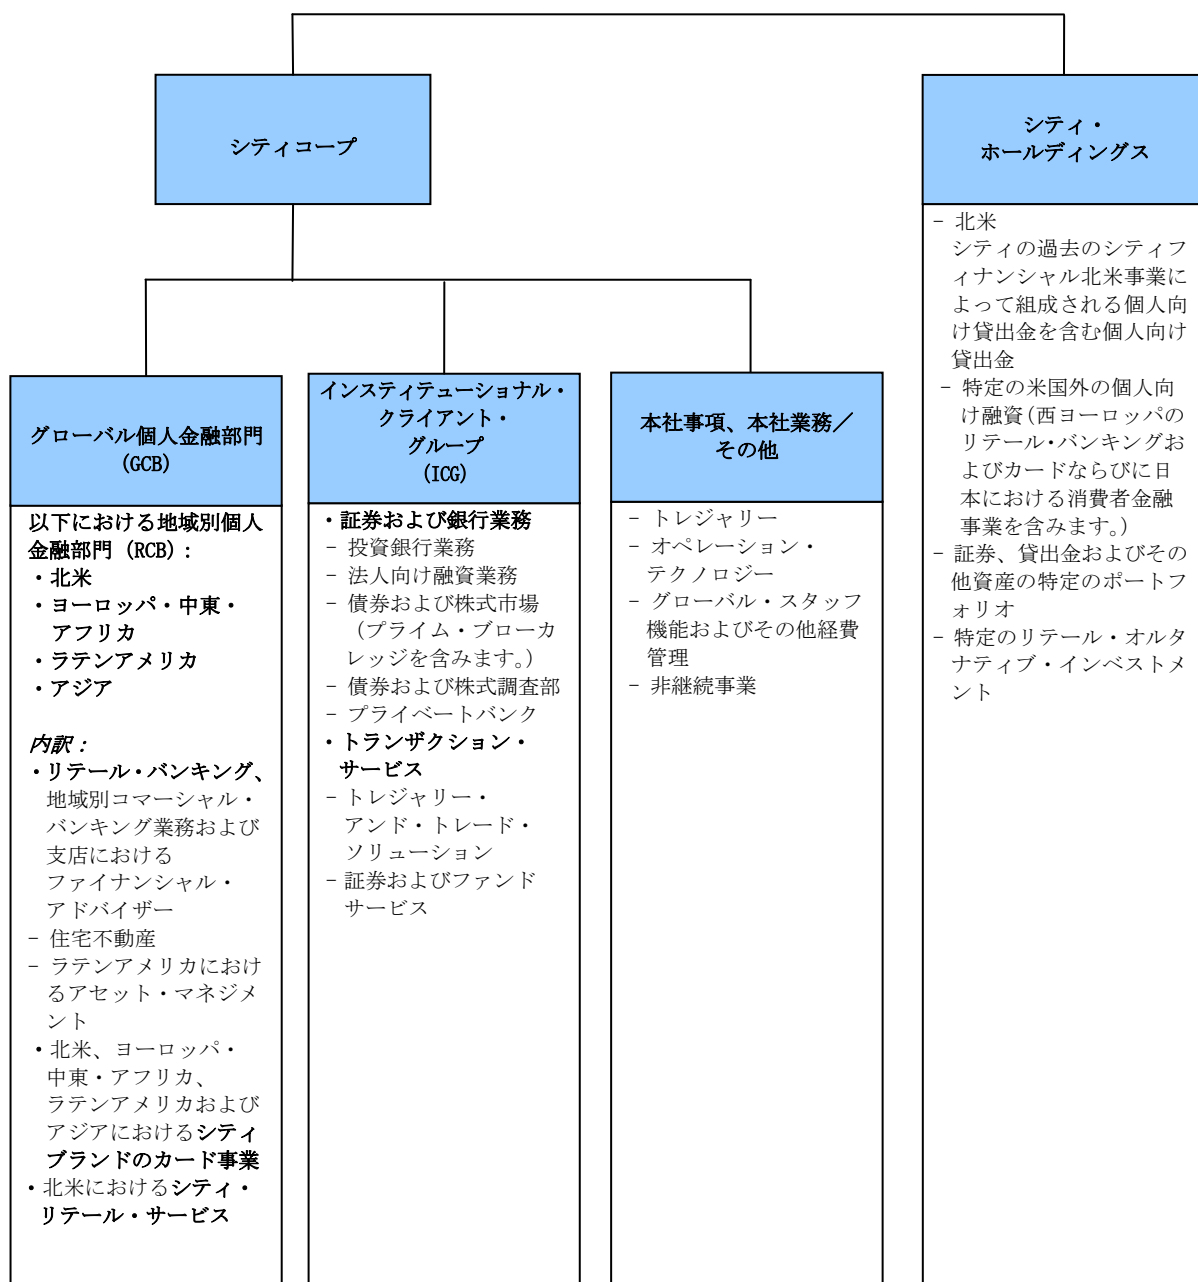 シティコープ
シティ・
ホールディングス
− 北米
シティの過去のシティフ
ィナンシャル北米事業に
よって組成される個人向
け貸出金を含む個人向け
貸出金
− 特定の米国外の個人向
け融資(西ヨーロッパの
リテール・バンキングお
よびカードならびに日
本における消費者金融
事業を含みます。)
− 証券、貸出金およびその
他資産の特定のポートフ
ォリオ
− 特定のリテール・オルタ
ナティブ・インベストメ
ント
グローバル個人金融部門
(GCB)
以下における地域別個人
金融部門 (RCB)：
・北米
・ヨーロッパ・中東・
アフリカ
・ラテンアメリカ
・アジア
内訳：
・リテール・バンキング、
地域別コマーシャル・
バンキング業務および
支店における
ファイナンシャル・
アドバイザー
− 住宅不動産
− ラテンアメリカにおけ
るアセット・マネジメ
ント
・北米、ヨーロッパ・
中東・アフリカ、
ラテンアメリカおよび
アジアにおけるシティ
ブランドのカード事業
・北米におけるシティ・
リテール・サービス
インスティテューショナル・
クライアント・
グループ
(ICG)
・証券および銀行業務
− 投資銀行業務
− 法人向け融資業務
− 債券および株式市場
（プライム・ブローカ
レッジを含みます。）
− 債券および株式調査部
− プライベートバンク
・トランザクション・
サービス
− トレジャリー・
アンド・トレード・
ソリューション
− 証券およびファンド
サービス
本社事項、本社業務／
その他
− トレジャリー
− オペレーション・
テクノロジー
− グローバル・スタッフ
機能およびその他経費
管理
− 非継続事業